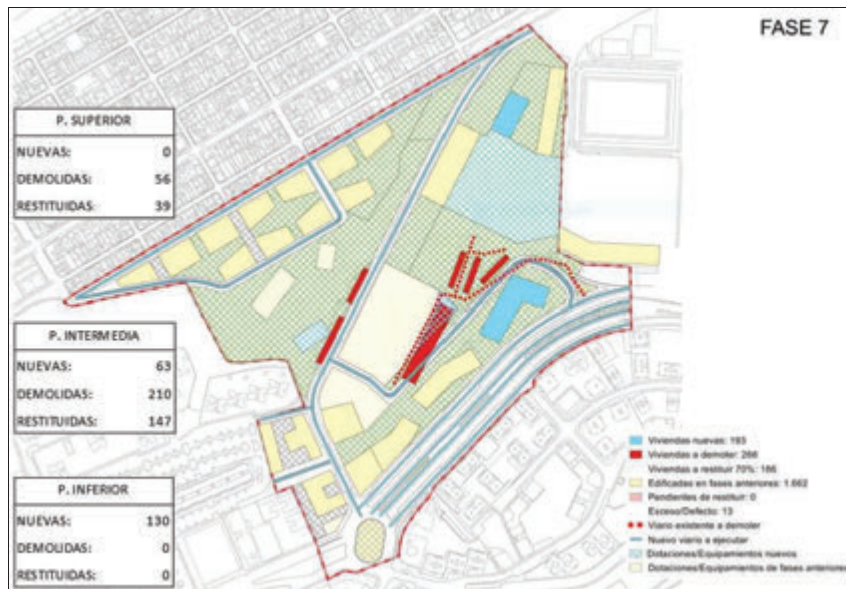 FASE 7
P. SUPERIOR
NUEVAS: 0
DEMOLIDAS: 56
RESTITUIDAS: 39
P. INTERMEDIA
NUEVAS: 63
DEMOLIDAS: 210
RESTITUIDAS: 147
P. INFERIOR
NUEVAS: 130
DEMOLIDAS: 0
RESTITUIDAS: 0
Viviendas nuevas: 193
Viviendas a demoler: 266
Viviendas a restituir 70%: 186
Edificadas en fases anteriores: 1.662
Pendientes de restituir: 0
Exceso/Defecto: 13
Viario existente a demoler
Nuevo viario a ejecutar
Dotaciones/Equipamientos nuevos
Dotaciones/Equipamientos de fases anteriores